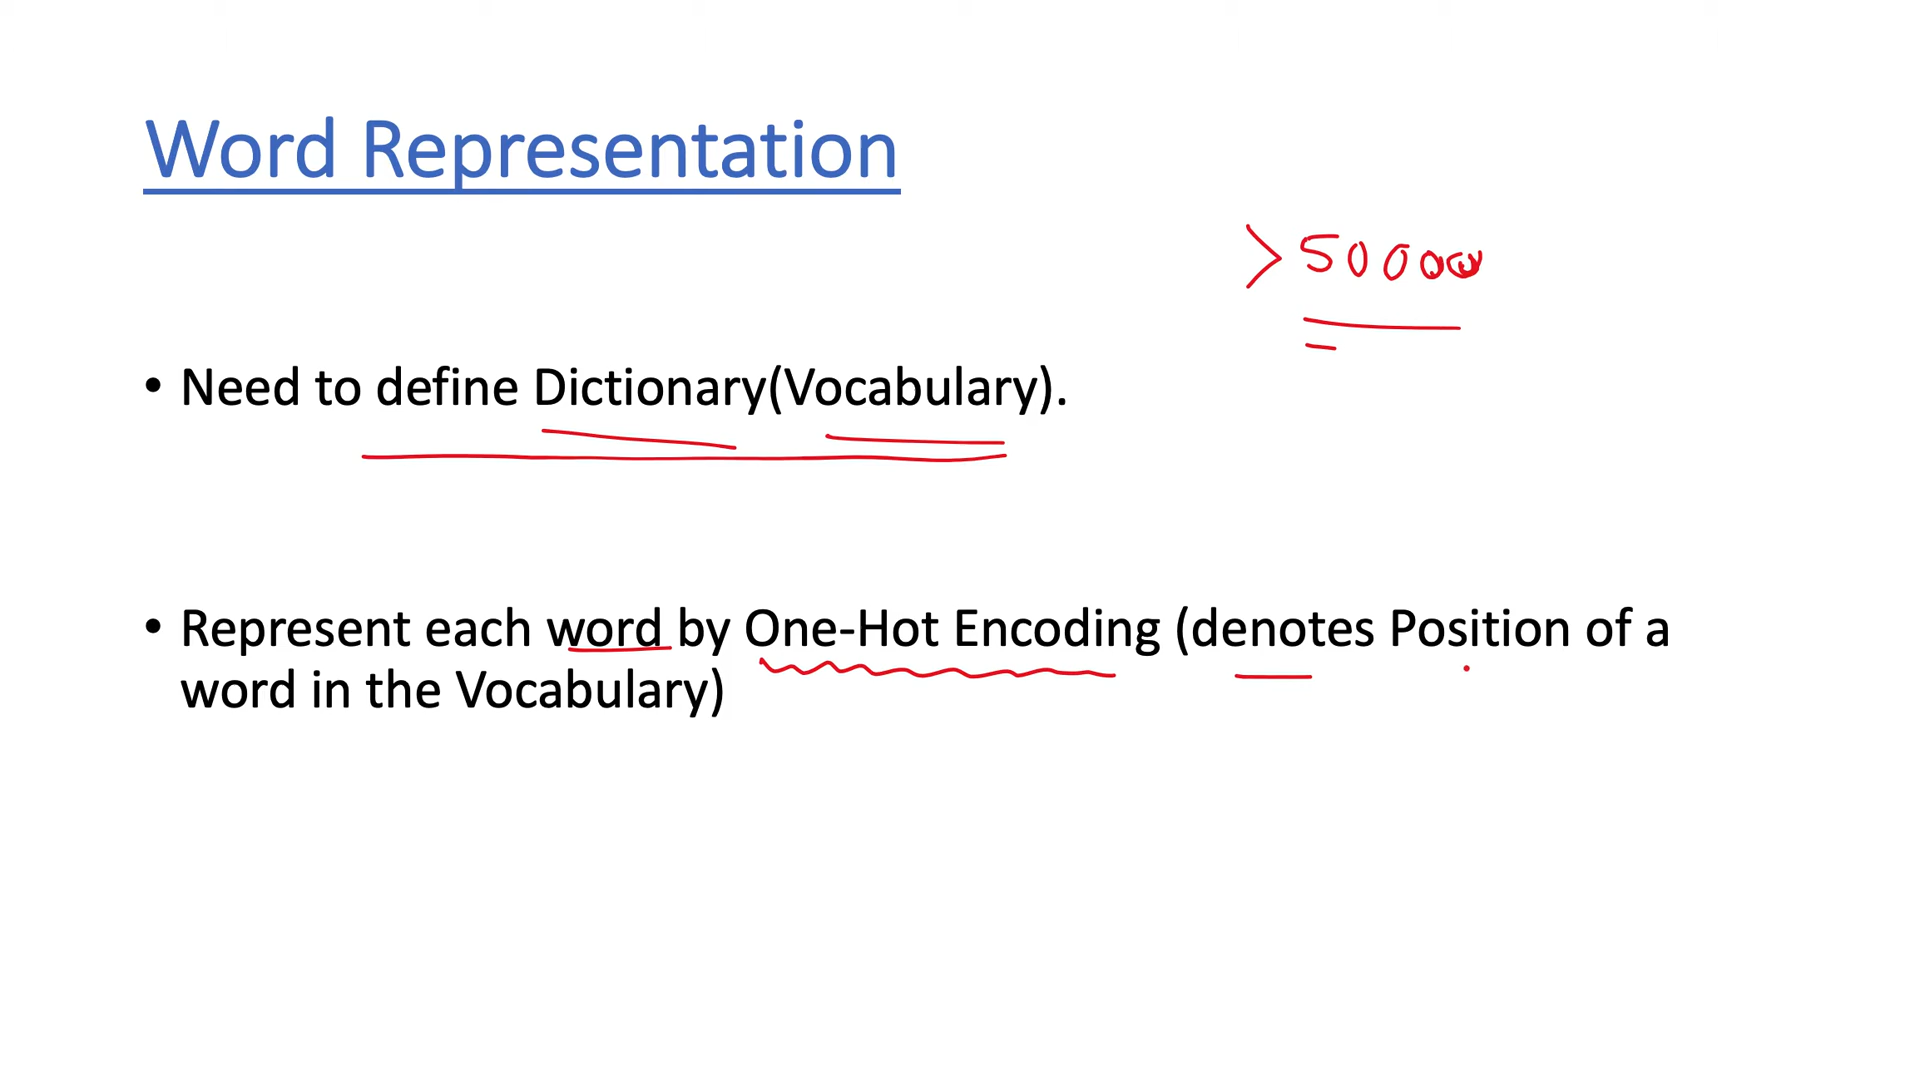 Word Representation
> 50000
• Need to define Dictionary(Vocabulary).
• Represent each word by One-Hot Encoding (denotes Position of a
word in the Vocabulary)